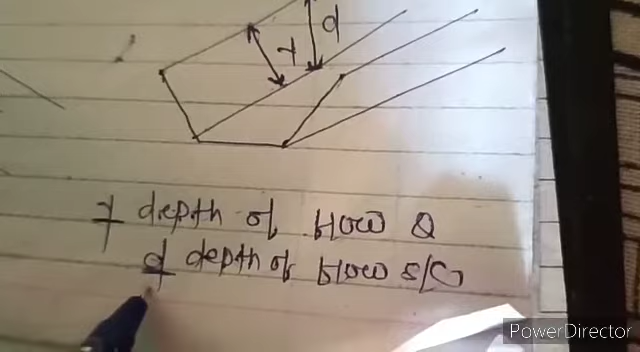 d
y
y depth of flow &
d depth of flow s/c
PowerDirector